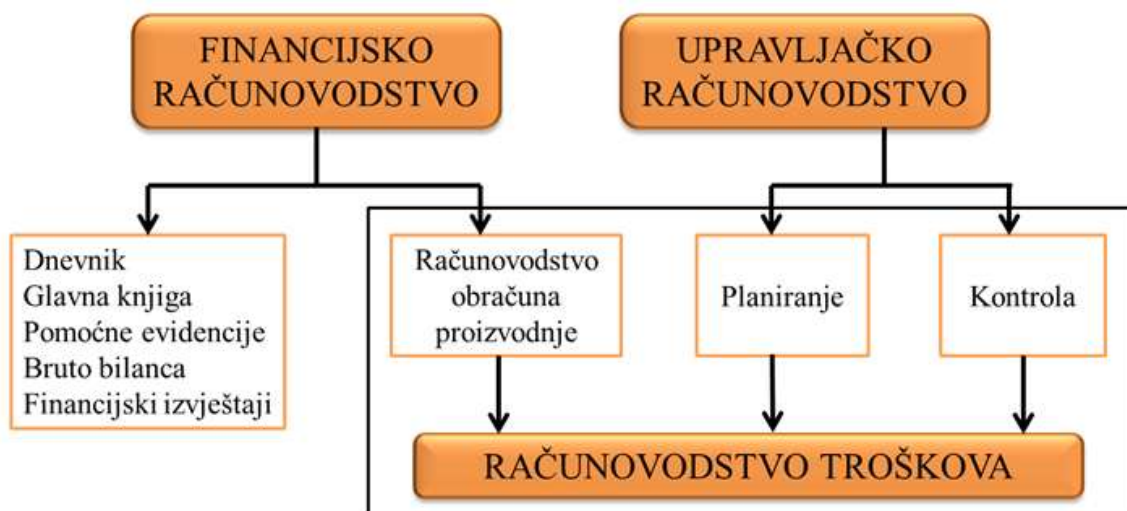 FINANCIJSKO
RAČUNOVODSTVO
UPRAVLJAČKO
RAČUNOVODSTVO
Dnevnik
Glavna knjiga
Pomoćne evidencije
Bruto bilanca
Financijski izvještaji
Računovodstvo
obračuna
proizvodnje
Planiranje
Kontrola
RAČUNOVODSTVO TROŠKOVA